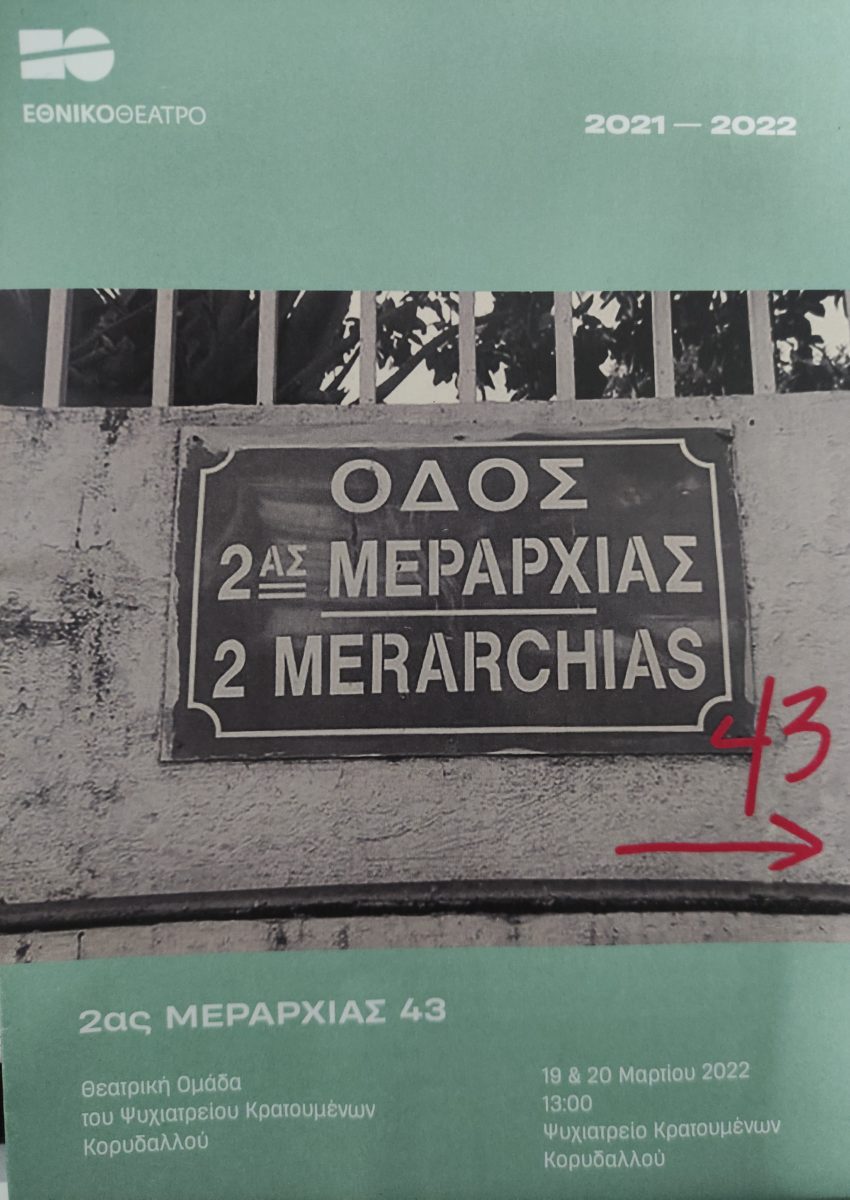 ΕΘΝΙΚΟΘΕΑΤΡΟ
2021 — 2022
ΟΔΟΣ
2ΑΣ ΜΕΡΑΡΧΙΑΣ
2 MERARCHIAS
43
2ας ΜΕΡΑΡΧΙΑΣ 43
Θεατρική Ομάδα
του Ψυχιατρείου Κρατουμένων
Κορυδαλλού
19 & 20 Μαρτίου 2022
13:00
Ψυχιατρείο Κρατουμένων
Κορυδαλλού